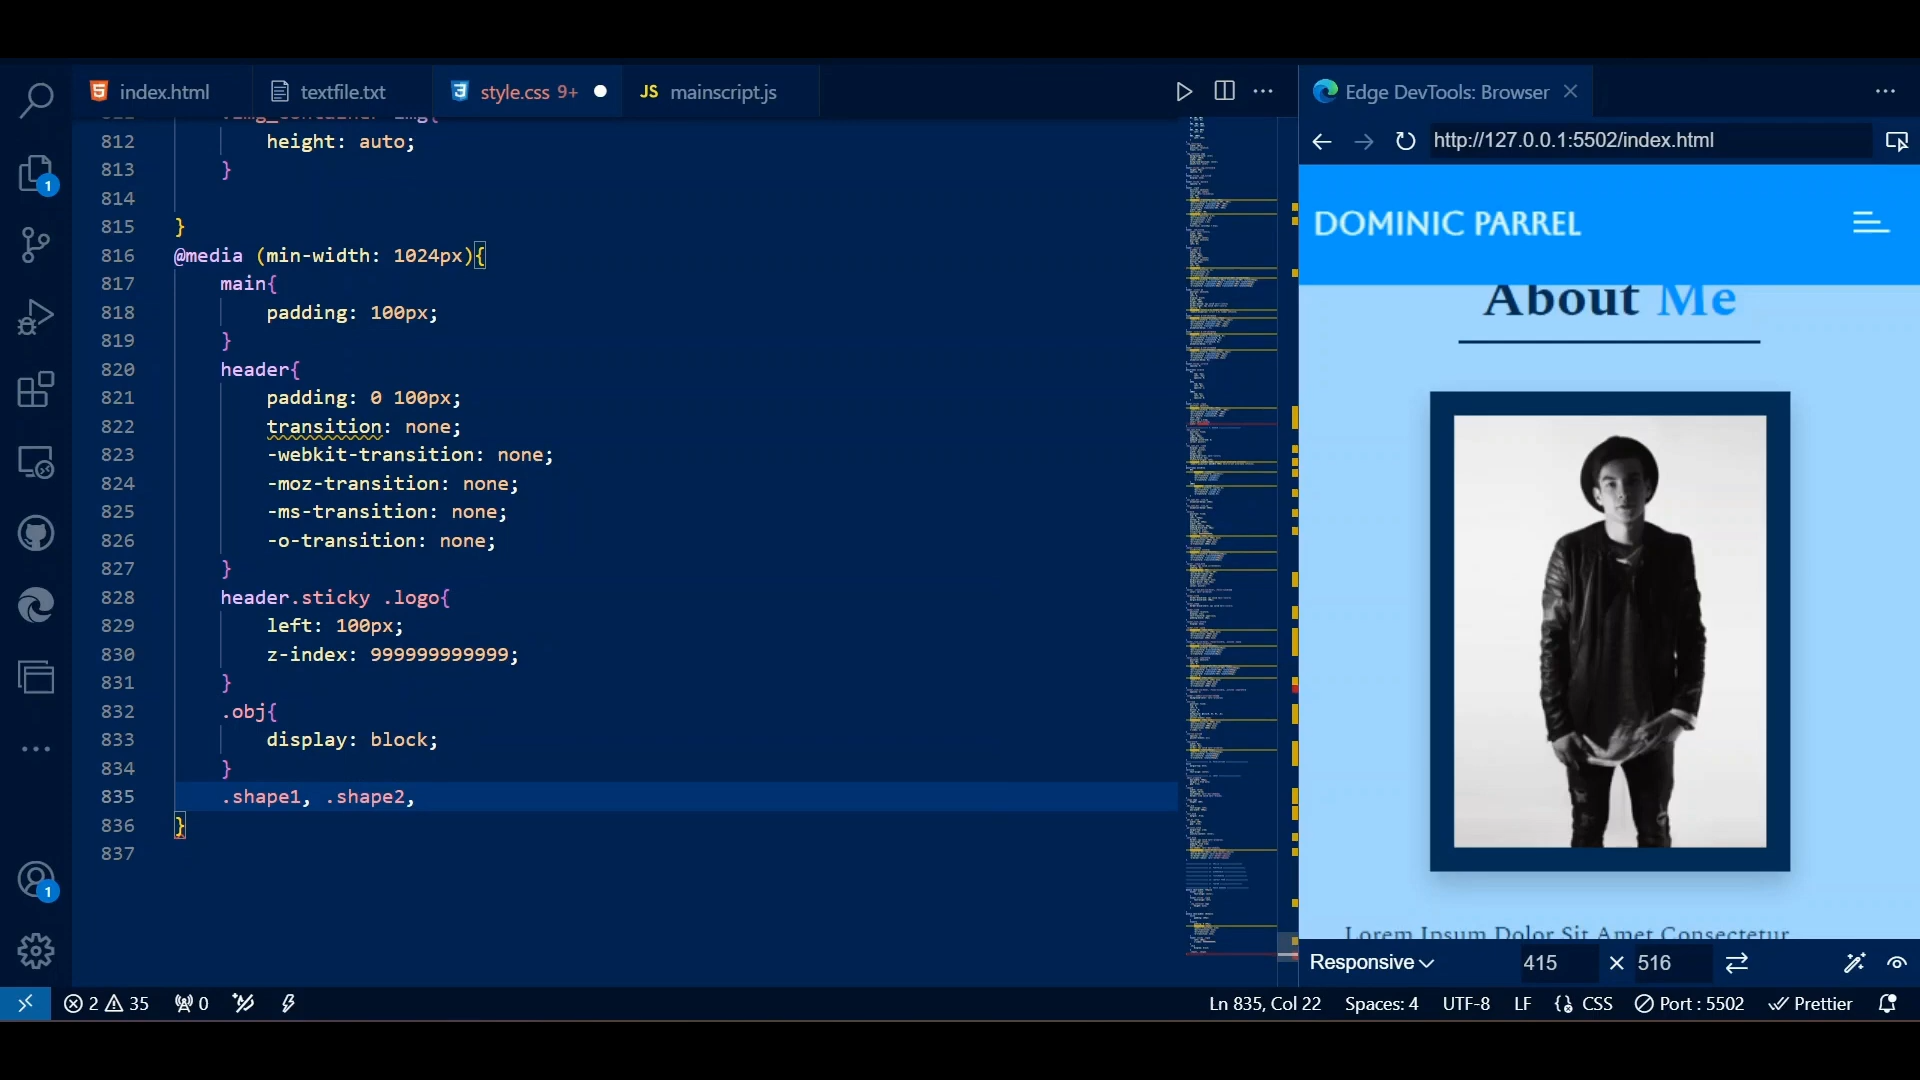 index.html
textfile.txt
style.css 9+
JS mainscript.js
Edge DevTools: Browser
http://127.0.0.1:5502/index.html
812 height: auto;
813 }
814
815 }
816 @media (min-width: 1024px){
817 main{
818 padding: 100px;
819 }
820 header{
821 padding: 0 100px;
822 transition: none;
823 -webkit-transition: none;
824 -moz-transition: none;
825 -ms-transition: none;
826 -o-transition: none;
827 }
828 header.sticky .logo{
829 left: 100px;
830 z-index: 999999999999;
831 }
832 .obj{
833 display: block;
834 }
835 .shape1, .shape2,
836 }
837
DOMINIC PARREL
About Me
Lorem Ipsum Dolor Sit Amet Consectetur
Responsive 415 × 516
1
1
2 35 0
Ln 835, Col 22 Spaces: 4 UTF-8 LF CSS Port : 5502 Prettier